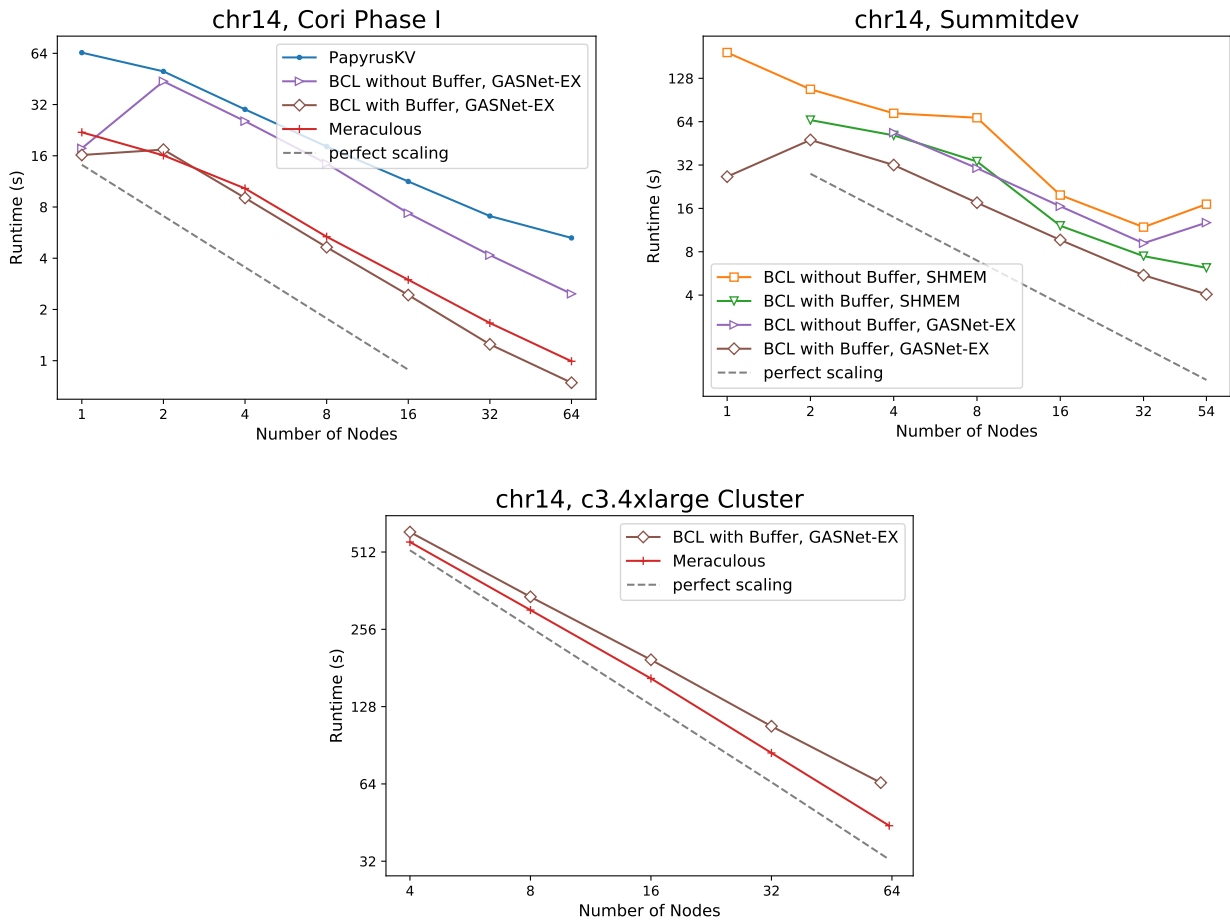 chr14, Cori Phase I
64
32
16
8
4
2
1
Runtime (s)
PapyrusKV
BCL without Buffer, GASNet-EX
BCL with Buffer, GASNet-EX
Meraculous
perfect scaling
1 2 4 8 16 32 64
Number of Nodes
chr14, Summitdev
128
64
32
16
8
4
Runtime (s)
BCL without Buffer, SHMEM
BCL with Buffer, SHMEM
BCL without Buffer, GASNet-EX
BCL with Buffer, GASNet-EX
perfect scaling
1 2 4 8 16 32 54
Number of Nodes
chr14, c3.4xlarge Cluster
512
256
128
64
32
Runtime (s)
BCL with Buffer, GASNet-EX
Meraculous
perfect scaling
4 8 16 32 64
Number of Nodes